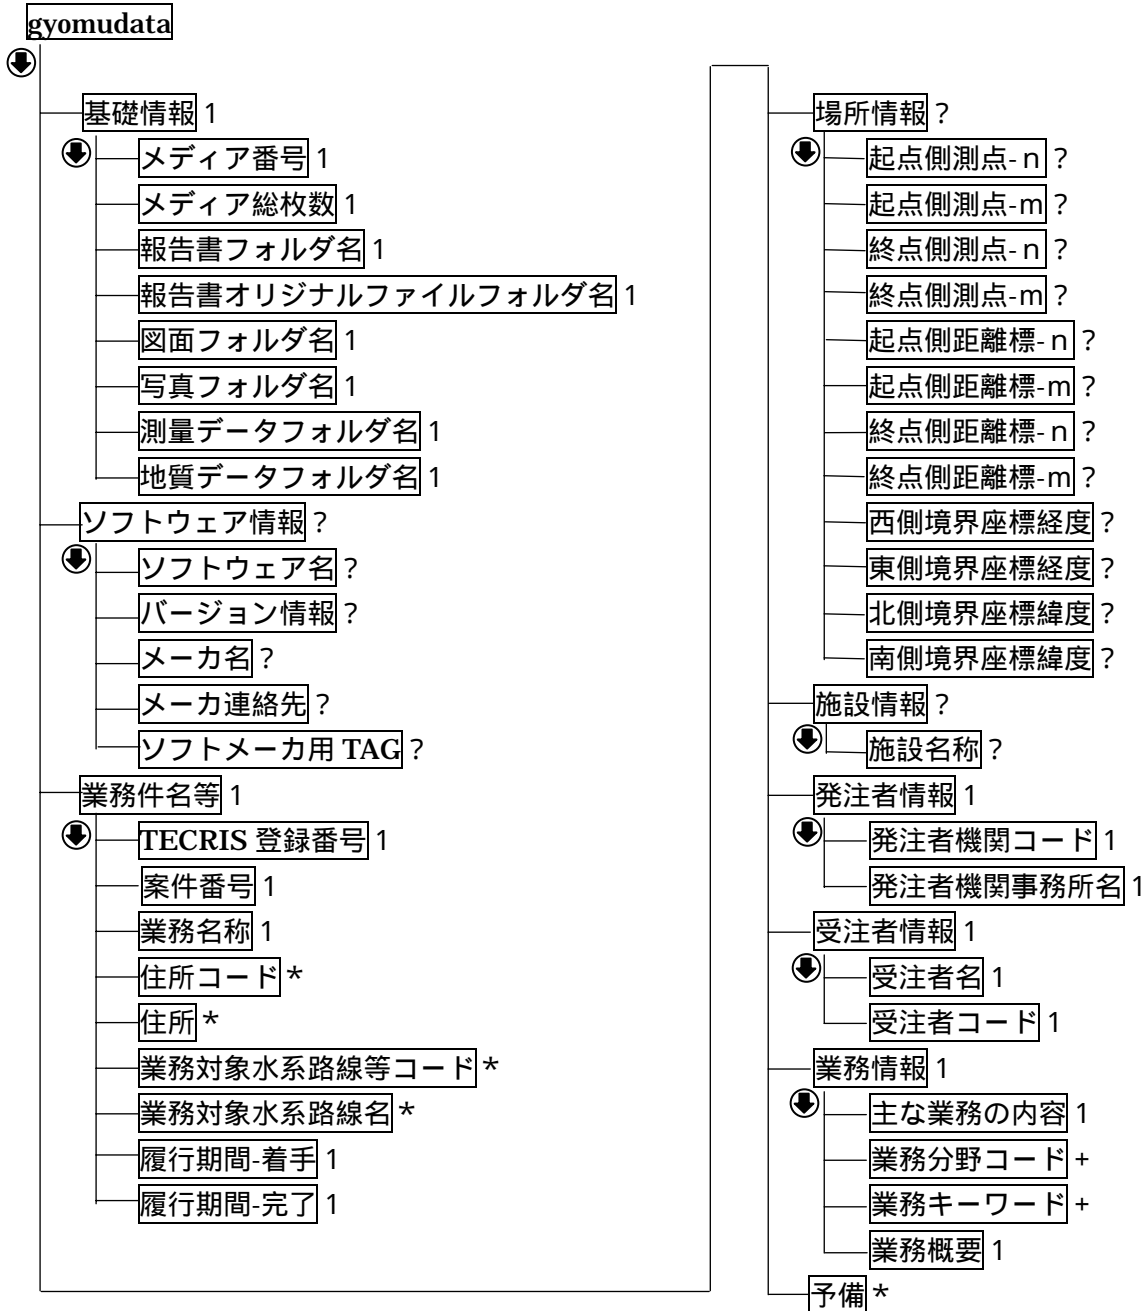 gyomudata
基礎情報 1
メディア番号 1
メディア総枚数 1
報告書フォルダ名 1
報告書オリジナルファイルフォルダ名 1
図面フォルダ名 1
写真フォルダ名 1
測量データフォルダ名 1
地質データフォルダ名 1
ソフトウェア情報 ?
ソフトウェア名 ?
バージョン情報 ?
メーカ名 ?
メーカ連絡先 ?
ソフトメーカ用 TAG ?
業務件名等 1
TECRIS 登録番号 1
案件番号 1
業務名称 1
住所コード *
住所 *
業務対象水系路線等コード *
業務対象水系路線名 *
履行期間-着手 1
履行期間-完了 1
場所情報 ?
起点側測点-ｎ ?
起点側測点-m ?
終点側測点-ｎ ?
終点側測点-m ?
起点側距離標-ｎ ?
起点側距離標-m ?
終点側距離標-ｎ ?
終点側距離標-m ?
西側境界座標経度 ?
東側境界座標経度 ?
北側境界座標緯度 ?
南側境界座標緯度 ?
施設情報 ?
施設名称 ?
発注者情報 1
発注者機関コード 1
発注者機関事務所名 1
受注者情報 1
受注者名 1
受注者コード 1
業務情報 1
主な業務の内容 1
業務分野コード +
業務キーワード +
業務概要 1
予備 *